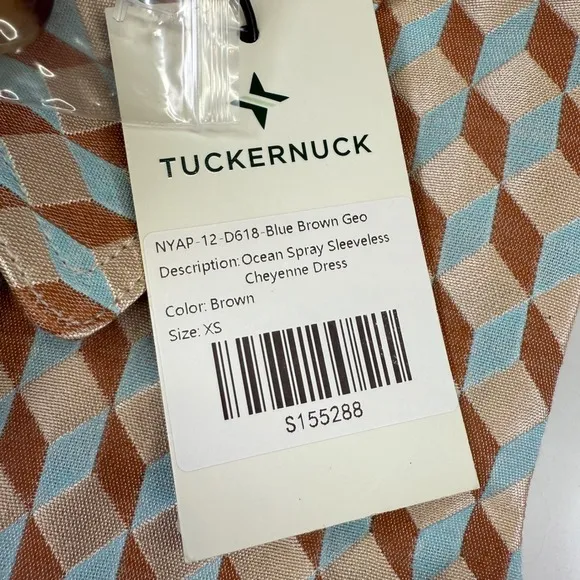 TUCKERNUCK
NYAP-12-D618-Blue Brown Geo
Description: Ocean Spray Sleeveless
Cheyenne Dress
Color: Brown
Size: XS
S155288